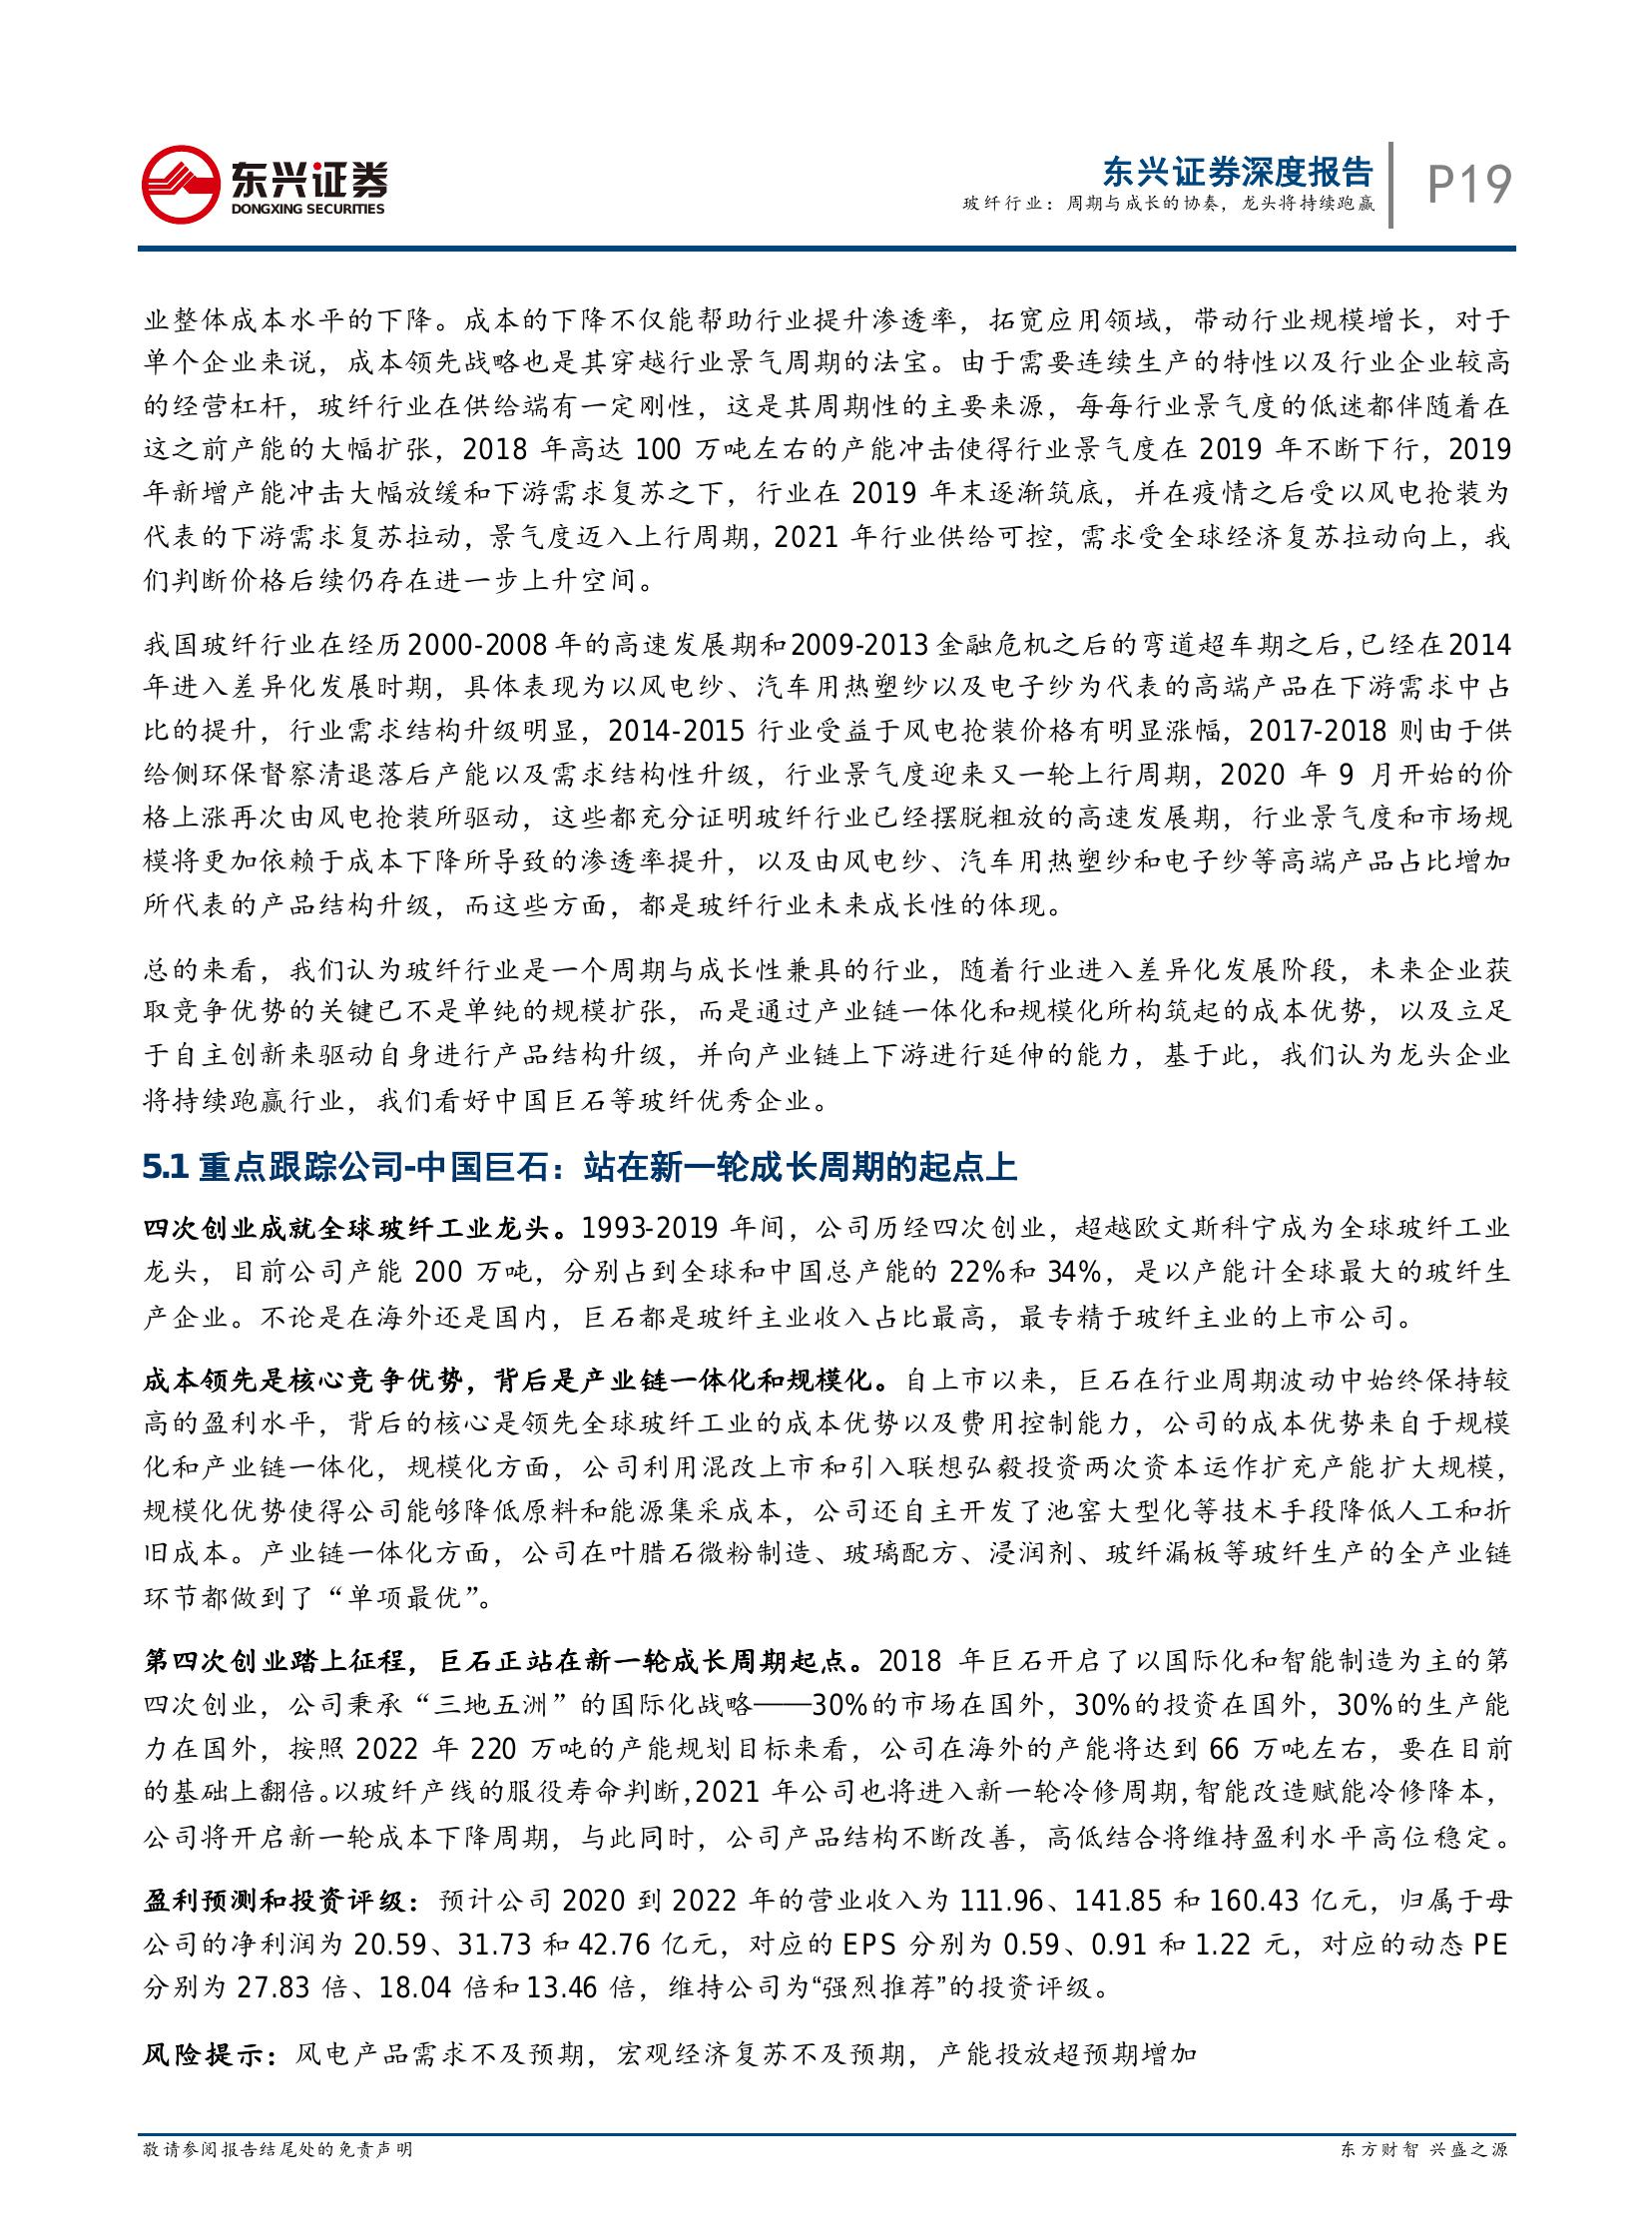 东兴证券
DONGXING SECURITIES
东兴证券深度报告
玻纤行业：周期与成长的协奏，龙头将持续跑赢
P19
业整体成本水平的下降。成本的下降不仅能帮助行业提升渗透率，拓宽应用领域，带动行业规模增长，对于
单个企业来说，成本领先战略也是其穿越行业景气周期的法宝。由于需要连续生产的特性以及行业企业较高
的经营杠杆，玻纤行业在供给端有一定刚性，这是其周期性的主要来源，每每行业景气度的低迷都伴随着在
这之前产能的大幅扩张，2018 年高达 100 万吨左右的产能冲击使得行业景气度在 2019 年不断下行，2019
年新增产能冲击大幅放缓和下游需求复苏之下，行业在 2019 年末逐渐筑底，并在疫情之后受以风电抢装为
代表的下游需求复苏拉动，景气度迈入上行周期，2021 年行业供给可控，需求受全球经济复苏拉动向上，我
们判断价格后续仍存在进一步上升空间。
我国玻纤行业在经历 2000-2008 年的高速发展期和 2009-2013 金融危机之后的弯道超车期之后，已经在 2014
年进入差异化发展时期，具体表现为以风电纱、汽车用热塑纱以及电子纱为代表的高端产品在下游需求中占
比的提升，行业需求结构升级明显，2014-2015 行业受益于风电抢装价格有明显涨幅，2017-2018 则由于供
给侧环保督察清退落后产能以及需求结构性升级，行业景气度迎来又一轮上行周期，2020 年 9 月开始的价
格上涨再次由风电抢装所驱动，这些都充分证明玻纤行业已经摆脱粗放的高速发展期，行业景气度和市场规
模将更加依赖于成本下降所导致的渗透率提升，以及由风电纱、汽车用热塑纱和电子纱等高端产品占比增加
所代表的产品结构升级，而这些方面，都是玻纤行业未来成长性的体现。
总的来看，我们认为玻纤行业是一个周期与成长性兼具的行业，随着行业进入差异化发展阶段，未来企业获
取竞争优势的关键已不是单纯的规模扩张，而是通过产业链一体化和规模化所构筑起的成本优势，以及立足
于自主创新来驱动自身进行产品结构升级，并向产业链上下游进行延伸的能力，基于此，我们认为龙头企业
将持续跑赢行业，我们看好中国巨石等玻纤优秀企业。
5.1 重点跟踪公司-中国巨石：站在新一轮成长周期的起点上
四次创业成就全球玻纤工业龙头。1993-2019 年间，公司历经四次创业，超越欧文斯科宁成为全球玻纤工业
龙头，目前公司产能 200 万吨，分别占到全球和中国总产能的 22%和 34%，是以产能计全球最大的玻纤生
产企业。不论是在海外还是国内，巨石都是玻纤主业收入占比最高，最专精于玻纤主业的上市公司。
成本领先是核心竞争优势，背后是产业链一体化和规模化。自上市以来，巨石在行业周期波动中始终保持较
高的盈利水平，背后的核心是领先全球玻纤工业的成本优势以及费用控制能力，公司的成本优势来自于规模
化和产业链一体化，规模化方面，公司利用混改上市和引入联想弘毅投资两次资本运作扩充产能扩大规模，
规模化优势使得公司能够降低原料和能源集采成本，公司还自主开发了池窑大型化等技术手段降低人工和折
旧成本。产业链一体化方面，公司在叶腊石微粉制造、玻璃配方、浸润剂、玻纤漏板等玻纤生产的全产业链
环节都做到了“单项最优”。
第四次创业踏上征程，巨石正站在新一轮成长周期起点。2018 年巨石开启了以国际化和智能制造为主的第
四次创业，公司秉承“三地五洲”的国际化战略——30%的市场在国外，30%的投资在国外，30%的生产能
力在国外，按照 2022 年 220 万吨的产能规划目标来看，公司在海外的产能将达到 66 万吨左右，要在目前
的基础上翻倍。以玻纤产线的服役寿命判断，2021 年公司也将进入新一轮冷修周期，智能改造赋能冷修降本，
公司将开启新一轮成本下降周期，与此同时，公司产品结构不断改善，高低结合将维持盈利水平高位稳定。
盈利预测和投资评级：预计公司 2020 到 2022 年的营业收入为 111.96、141.85 和 160.43 亿元，归属于母
公司的净利润为 20.59、31.73 和 42.76 亿元，对应的 EPS 分别为 0.59、0.91 和 1.22 元，对应的动态 PE
分别为 27.83 倍、18.04 倍和 13.46 倍，维持公司为“强烈推荐”的投资评级。
风险提示：风电产品需求不及预期，宏观经济复苏不及预期，产能投放超预期增加
敬请参阅报告结尾处的免责声明
东方财智 兴盛之源